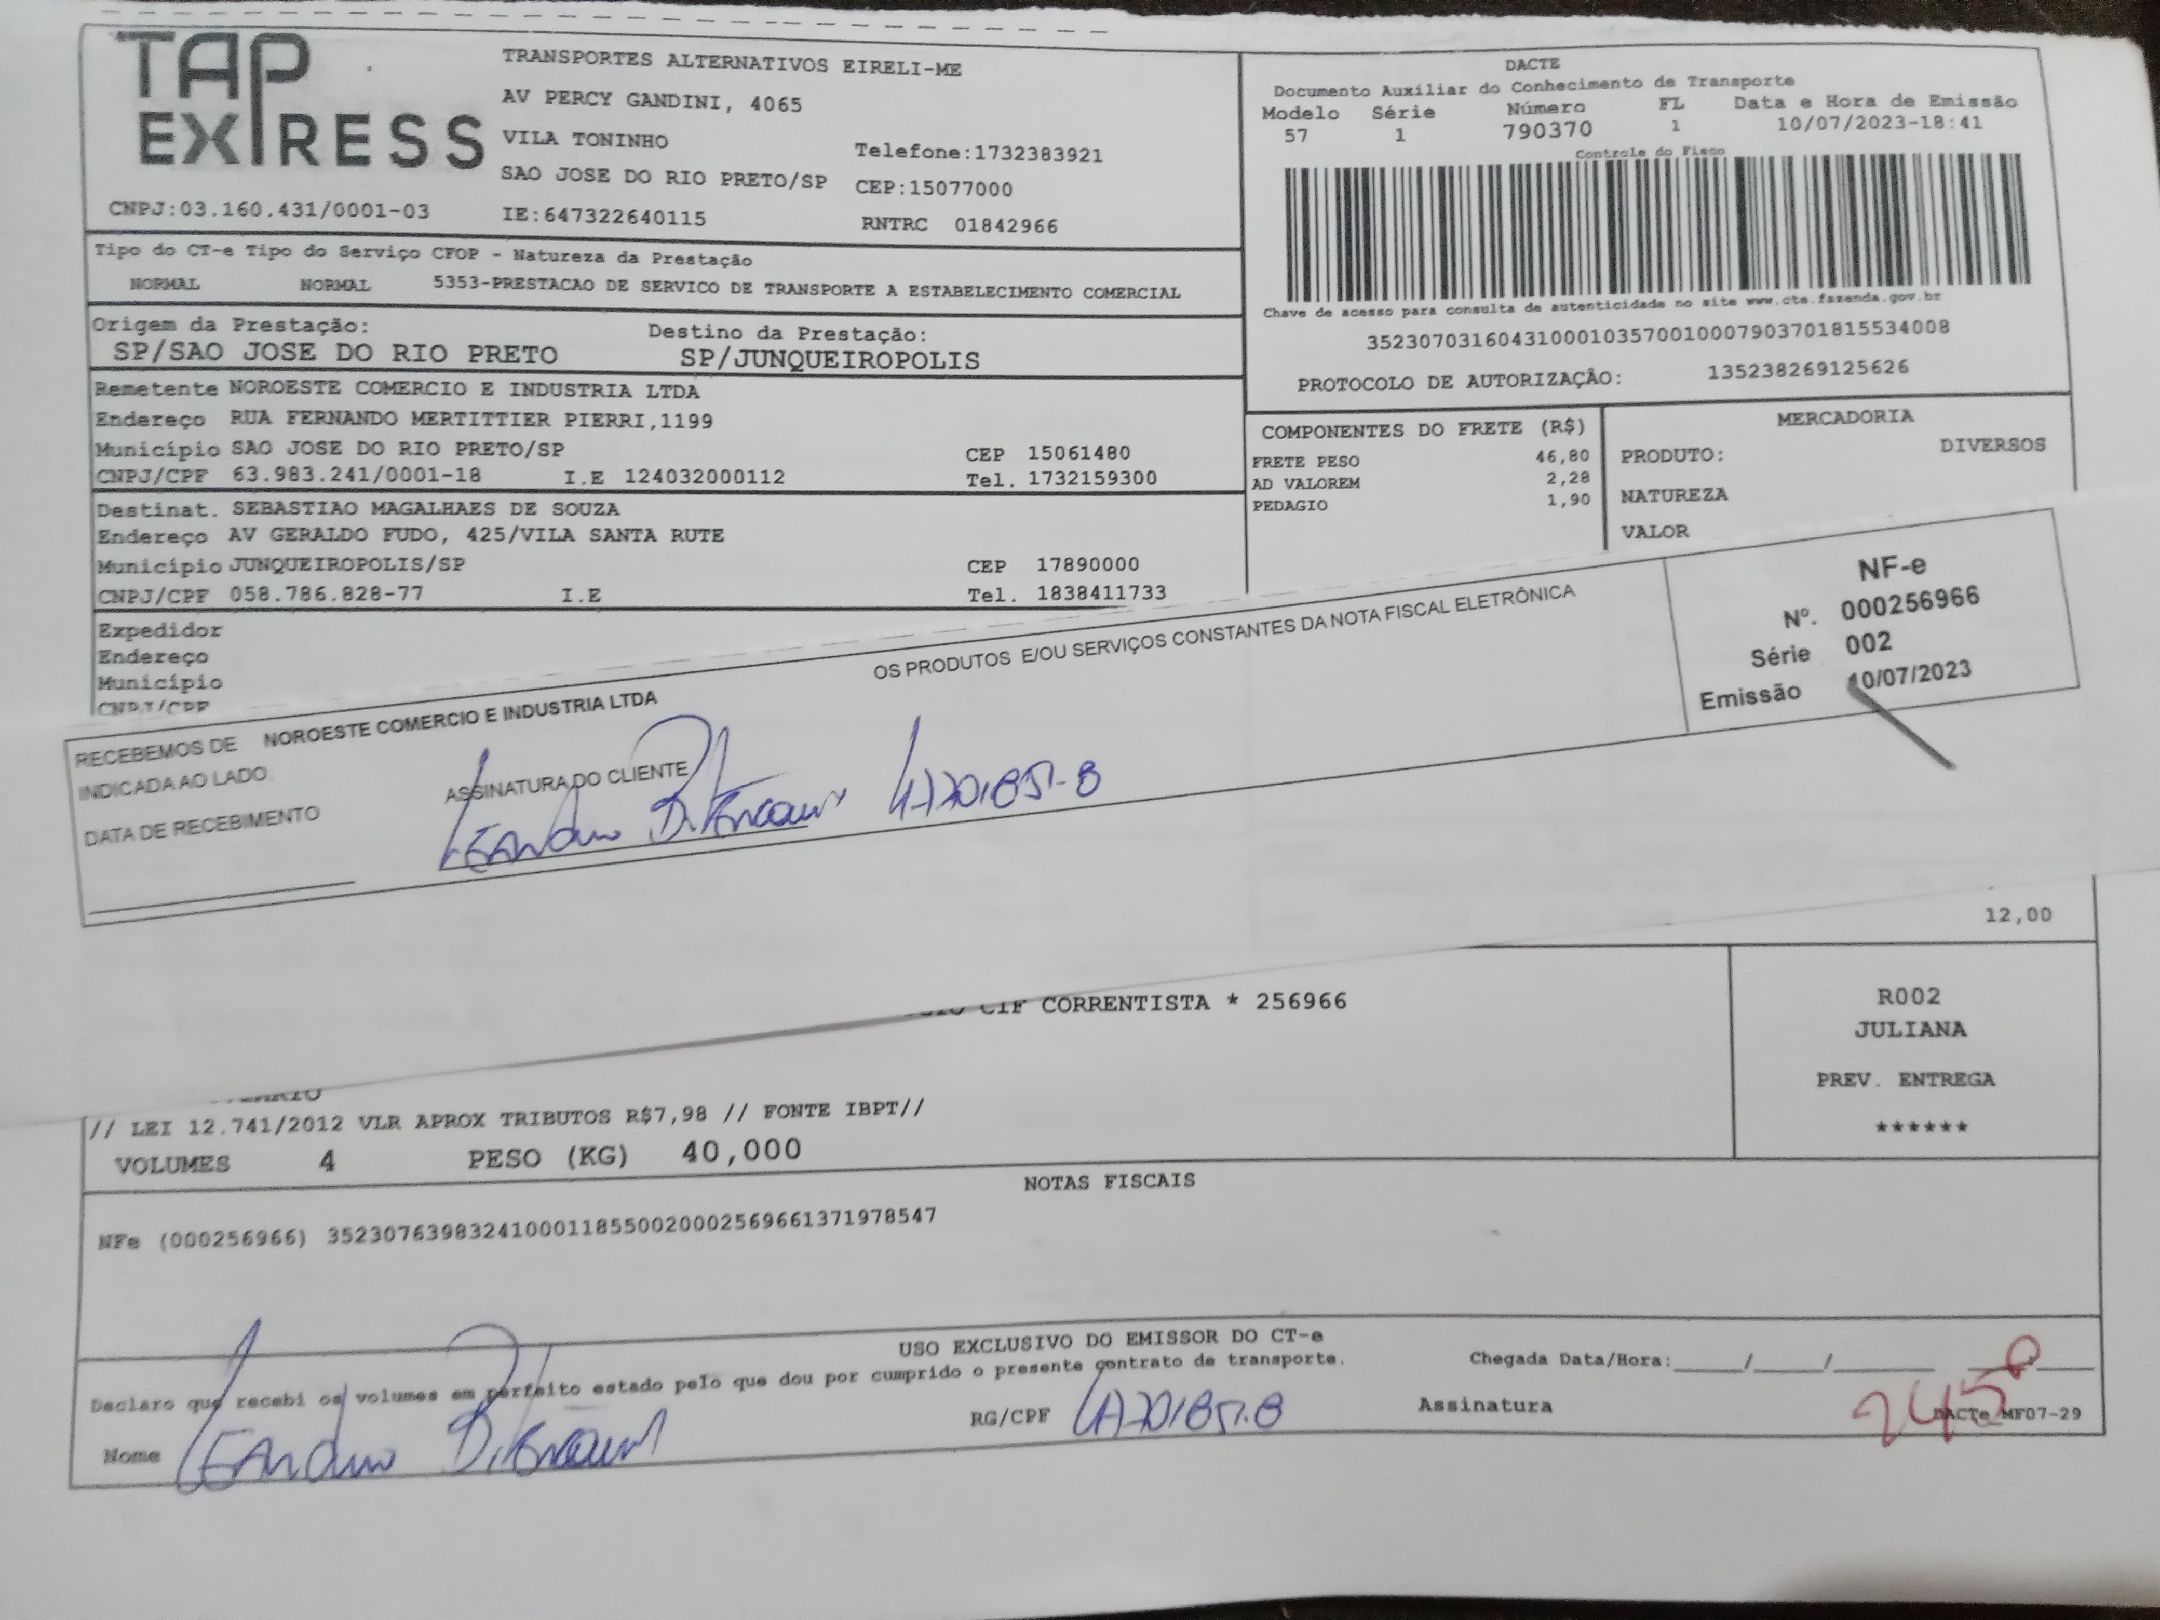 TAP EXPRESS
CNPJ:03.160.431/0001-03
TRANSPORTES ALTERNATIVOS EIRELI-ME
AV PERCY GANDINI, 4065
VILA TONINHO
Telefone:1732383921
SAO JOSE DO RIO PRETO/SP CEP:15077000
IE:647322640115 RNTRC 01842966
DACTE
Documento Auxiliar do Conhecimento de Transporte
Modelo Série Número FL Data e Hora de Emissão
57 1 790370 1 10/07/2023-18:41
Controle do Fisco
Chave de acesso para consulta de autenticidade no site www.cte.fazenda.gov.br
35230703160431000103570010007903701815534008
PROTOCOLO DE AUTORIZAÇÃO: 135238269125626
Tipo do CT-e Tipo do Serviço CFOP - Natureza da Prestação
NORMAL NORMAL 5353-PRESTACAO DE SERVICO DE TRANSPORTE A ESTABELECIMENTO COMERCIAL
Origem da Prestação: Destino da Prestação:
SP/SAO JOSE DO RIO PRETO SP/JUNQUEIROPOLIS
Remetente NOROESTE COMERCIO E INDUSTRIA LTDA
Endereço RUA FERNANDO MERTITTIER PIERRI,1199
Município SAO JOSE DO RIO PRETO/SP CEP 15061480
CNPJ/CPF 63.983.241/0001-18 I.E 124032000112 Tel. 1732159300
Destinat. SEBASTIAO MAGALHAES DE SOUZA
Endereço AV GERALDO FUDO, 425/VILA SANTA RUTE
Município JUNQUEIROPOLIS/SP CEP 17890000
CNPJ/CPF 058.786.828-77 I.E Tel. 1838411733
Expedidor
Endereço
Município
CNPJ/CPF
COMPONENTES DO FRETE (R$)
FRETE PESO 46,80
AD VALOREM 2,28
PEDAGIO 1,90
MERCADORIA
PRODUTO: DIVERSOS
NATUREZA
VALOR
RECEBEMOS DE NOROESTE COMERCIO E INDUSTRIA LTDA OS PRODUTOS E/OU SERVIÇOS CONSTANTES DA NOTA FISCAL ELETRÔNICA
INDICADA AO LADO.
DATA DE RECEBIMENTO
ASSINATURA DO CLIENTE
NF-e
Nº. 000256966
Série 002
Emissão 10/07/2023
12,00
CIF CORRENTISTA * 256966
R002
JULIANA
PREV. ENTREGA
******
// LEI 12.741/2012 VLR APROX TRIBUTOS R$7,98 // FONTE IBPT//
VOLUMES 4 PESO (KG) 40,000
NOTAS FISCAIS
NFe (000256966) 35230763983241000118550020002569661371978547
USO EXCLUSIVO DO EMISSOR DO CT-e
Declaro que recebi os volumes em perfeito estado pelo que dou por cumprido o presente contrato de transporte.
Chegada Data/Hora:_____/_____/_____
Nome
RG/CPF
Assinatura
DACTe_MF07-29